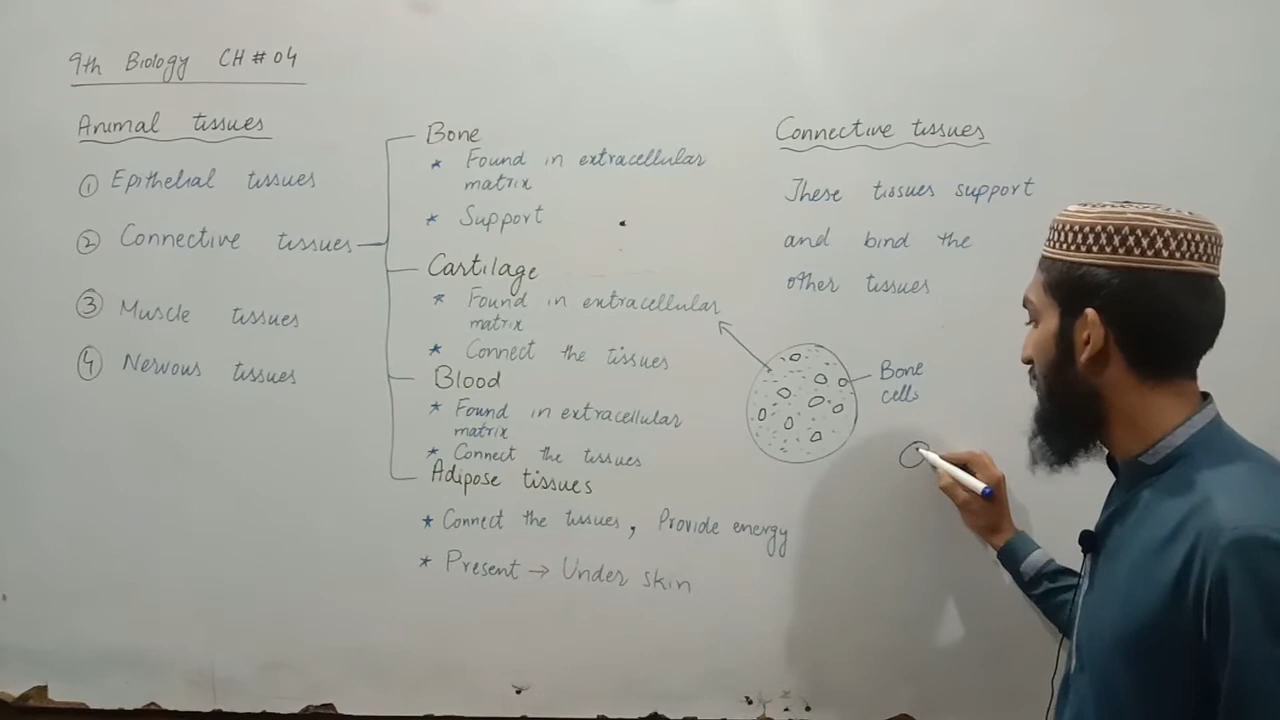 9th Biology CH # 04
Animal tissues
① Epithelial tissues
② Connective tissues
③ Muscle tissues
④ Nervous tissues
Bone
* Found in extracellular
matrix
* Support
Cartilage
* Found in extracellular
matrix
* Connect the tissues
Blood
* Found in extracellular
matrix
* Connect the tissues
Adipose tissues
* Connect the tissues, Provide energy
* Present → Under skin
Connective tissues
These tissues support
and bind the
other tissues
Bone
cells